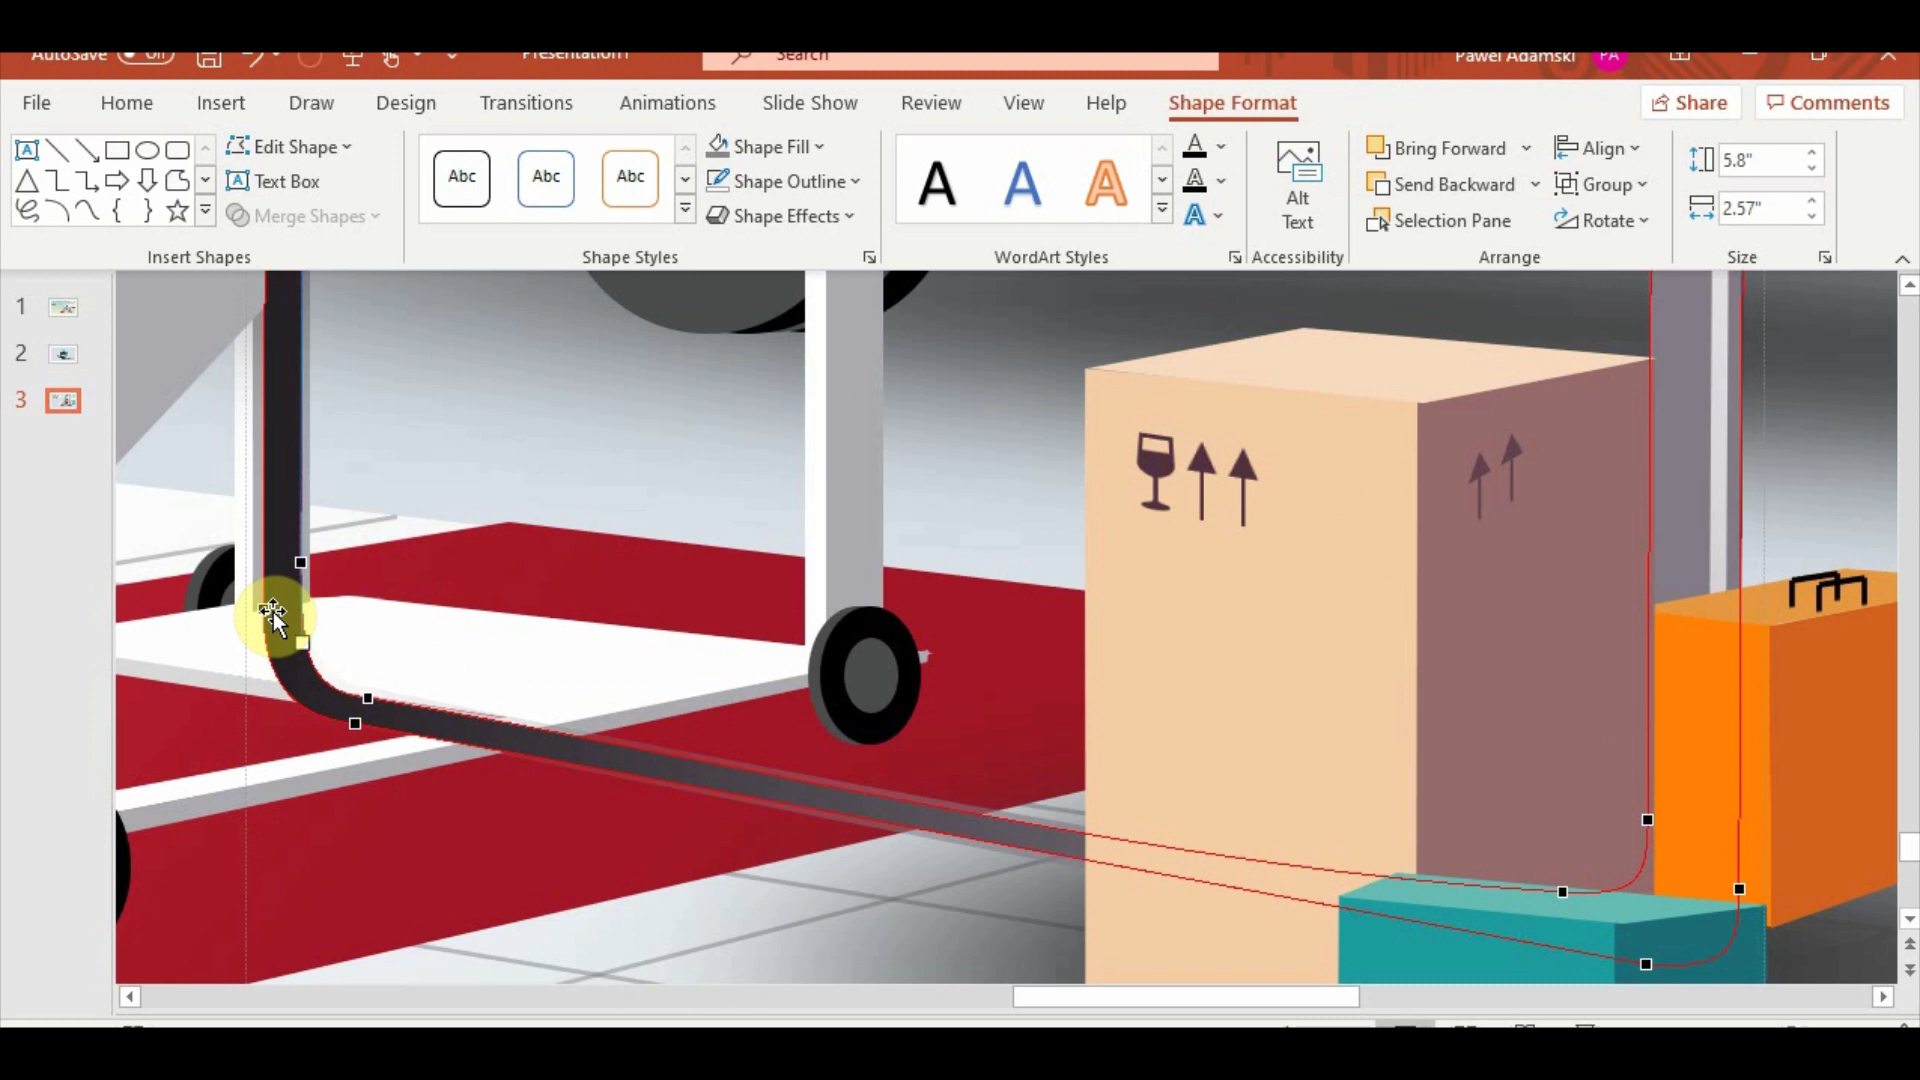 AutoSave Off Presentation1 Search Pawel Adamski PA
File Home Insert Draw Design Transitions Animations Slide Show Review View Help Shape Format Share Comments
A Edit Shape Abc Abc Abc Shape Fill A A A A Bring Forward Align 5.8"
A Text Box Shape Outline A Alt Text Send Backward Group
Merge Shapes Shape Effects A Selection Pane Rotate 2.57"
Insert Shapes Shape Styles WordArt Styles Accessibility Arrange Size
1
2
3